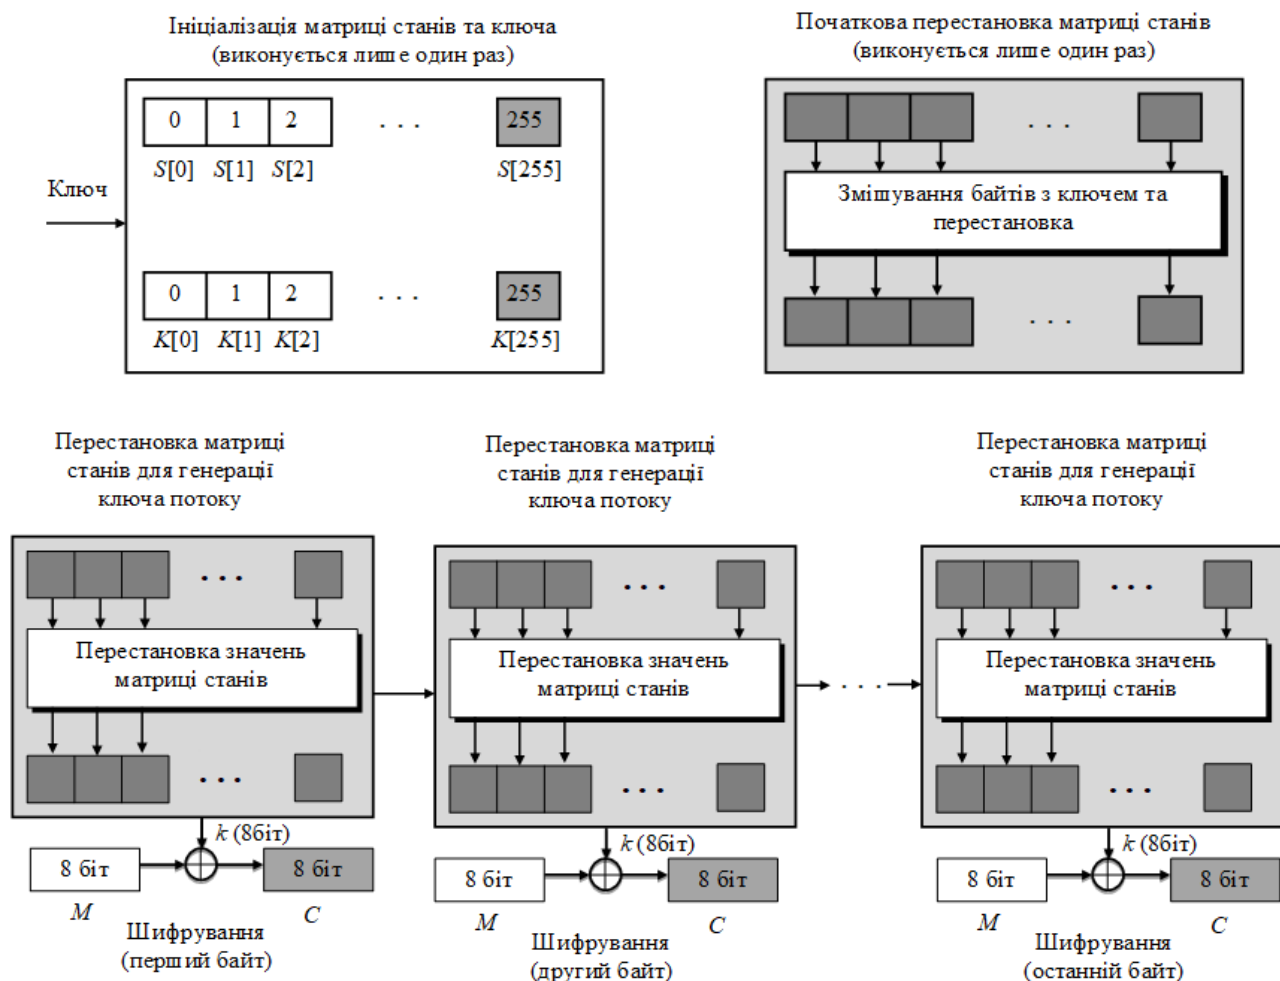 Ініціалізація матриці станів та ключа
(виконується лише один раз)
Початкова перестановка матриці станів
(виконується лише один раз)
0 1 2 . . . 255
S[0] S[1] S[2] S[255]
Ключ
0 1 2 . . . 255
K[0] K[1] K[2] K[255]
. . .
Змішування байтів з ключем та
перестановка
. . .
Перестановка матриці
станів для генерації
ключа потоку
Перестановка матриці
станів для генерації
ключа потоку
Перестановка матриці
станів для генерації
ключа потоку
. . .
Перестановка значень
матриці станів
. . .
k (8біт)
8 біт
8 біт
M
C
Шифрування
(перший байт)
. . .
Перестановка значень
матриці станів
. . .
k (8біт)
8 біт
8 біт
M
C
Шифрування
(другий байт)
. . .
. . .
Перестановка значень
матриці станів
. . .
k (8біт)
8 біт
8 біт
M
C
Шифрування
(останній байт)